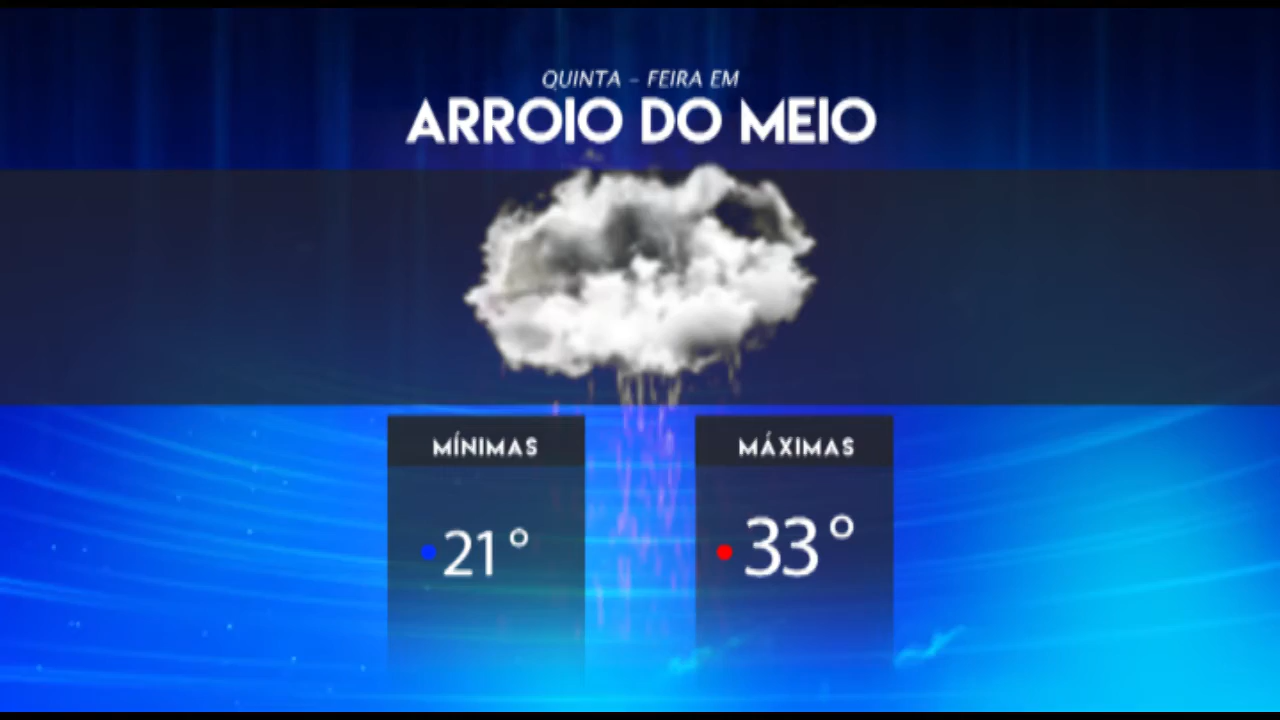 QUINTA - FEIRA EM
ARROIO DO MEIO
MÍNIMAS
MÁXIMAS
21°
33°